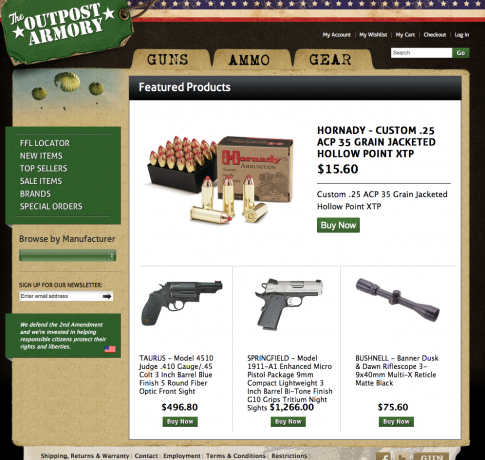 The
OUTPOST
ARMORY
My Account | My Wishlist | My Cart | Checkout | Log In
Search
Go
GUNS
AMMO
GEAR
Featured Products
FFL LOCATOR
NEW ITEMS
TOP SELLERS
SALE ITEMS
BRANDS
SPECIAL ORDERS
Browse by Manufacturer
SIGN UP FOR OUR NEWSLETTER:
Enter email address
We defend the 2nd Amendment
and we're invested in helping
responsible citizens protect their
rights and liberties.
Hornady
AMMUNITION
HORNADY - CUSTOM .25
ACP 35 GRAIN JACKETED
HOLLOW POINT XTP
$15.60
Custom .25 ACP 35 Grain Jacketed
Hollow Point XTP
Buy Now
TAURUS - Model 4510
Judge .410 Gauge/.45
Colt 3 Inch Barrel Blue
Finish 5 Round Fiber
Optic Front Sight
$496.80
Buy Now
SPRINGFIELD - Model
1911-A1 Enhanced Micro
Pistol Package 9mm
Compact Lightweight 3
Inch Barrel Bi-Tone Finish
G10 Grips Tritium Night
Sights $1,266.00
Buy Now
BUSHNELL - Banner Dusk
& Dawn Riflescope 3-
9x40mm Multi-X Reticle
Matte Black
$75.60
Buy Now
Shipping, Returns & Warranty | Contact | Employment | Terms & Conditions | Restrictions
f
GUN